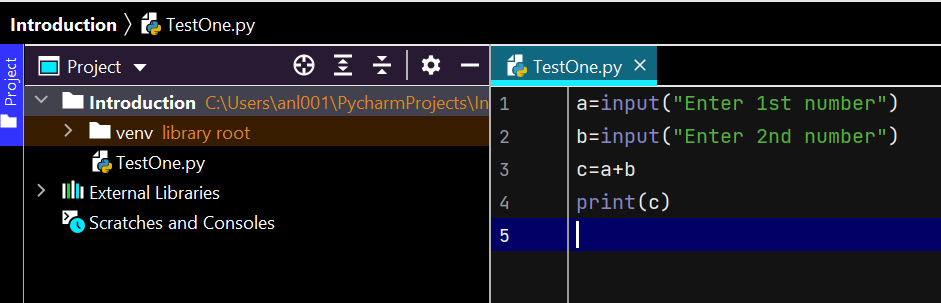 Introduction 〉 TestOne.py
Project
Project
TestOne.py ×
Introduction C:\Users\anl001\PycharmProjects\In
venv library root
TestOne.py
External Libraries
Scratches and Consoles
1 a=input("Enter 1st number")
2 b=input("Enter 2nd number")
3 c=a+b
4 print(c)
5